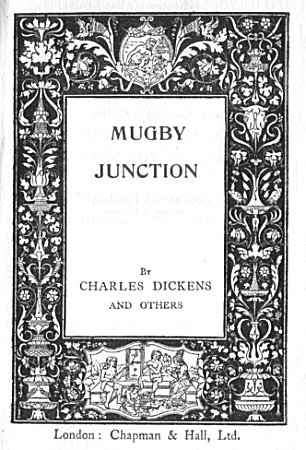 MUGBY
JUNCTION
By
CHARLES DICKENS
AND OTHERS
London: Chapman & Hall, Ltd.